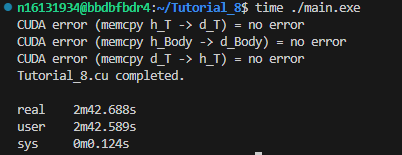 n16131934@bbdbfbdr4:~/Tutorial_8$ time ./main.exe
CUDA error (memcpy h_T -> d_T) = no error
CUDA error (memcpy h_Body -> d_Body) = no error
CUDA error (memcpy d_T -> h_T) = no error
Tutorial_8.cu completed.
real 2m42.688s
user 2m42.589s
sys 0m0.124s